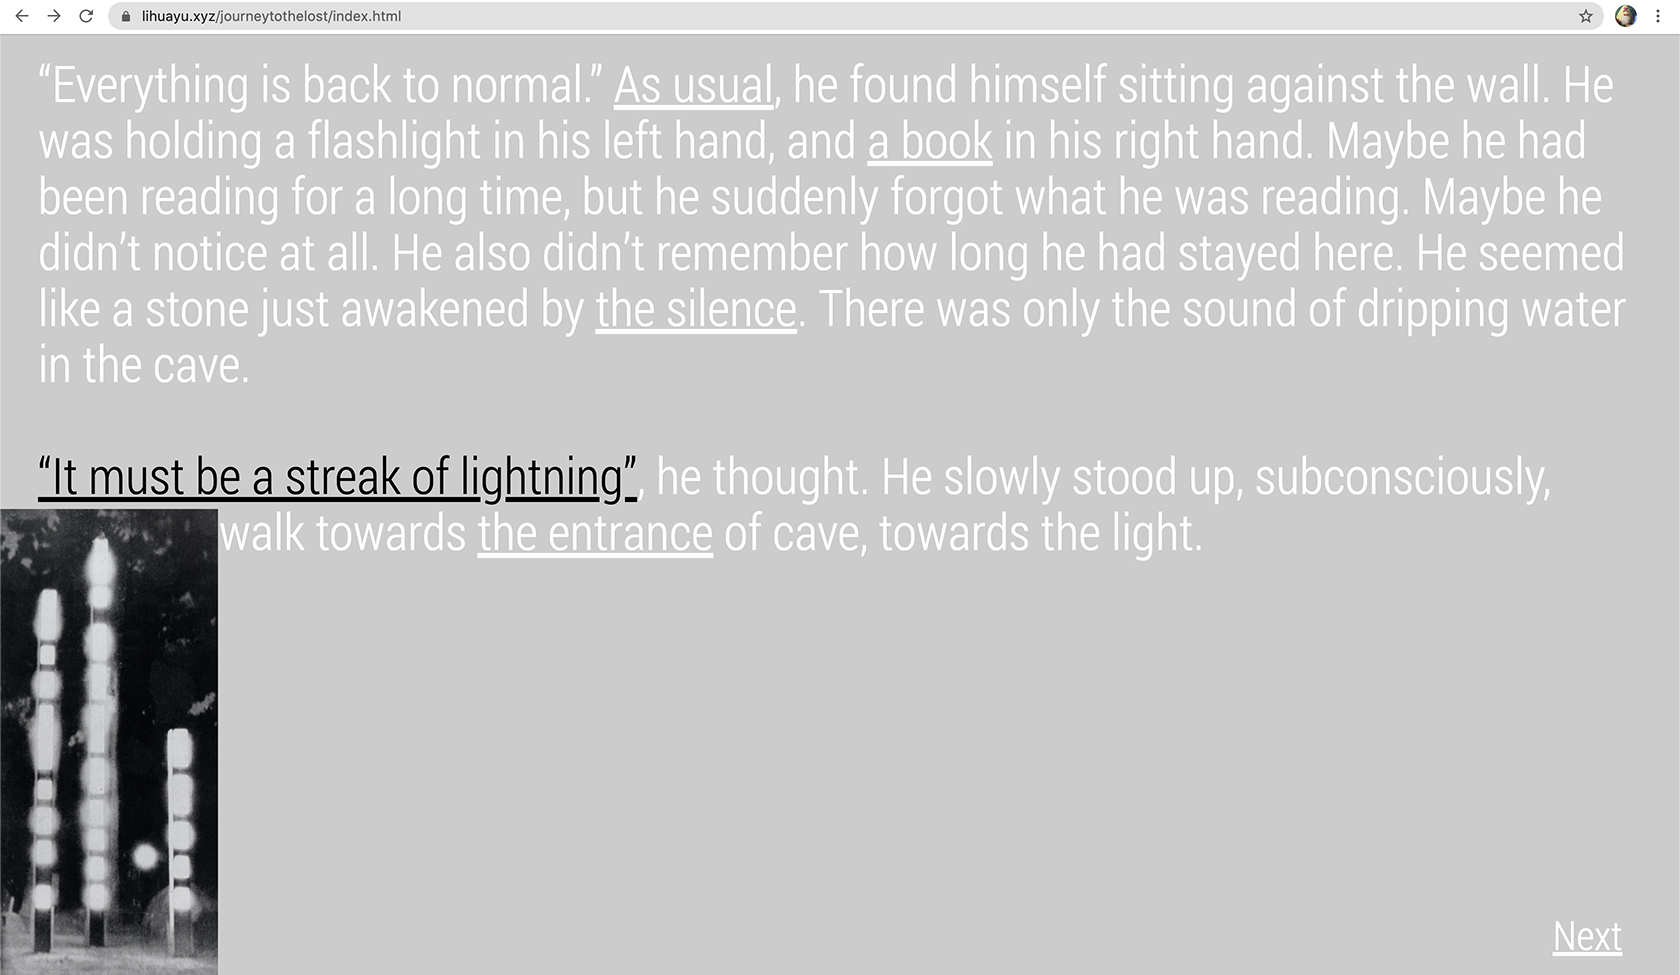 lihuayu.xyz/journeytothelost/index.html
“Everything is back to normal.” As usual, he found himself sitting against the wall. He
was holding a flashlight in his left hand, and a book in his right hand. Maybe he had
been reading for a long time, but he suddenly forgot what he was reading. Maybe he
didn’t notice at all. He also didn’t remember how long he had stayed here. He seemed
like a stone just awakened by the silence. There was only the sound of dripping water
in the cave.
“It must be a streak of lightning”, he thought. He slowly stood up, subconsciously,
walk towards the entrance of cave, towards the light.
Next